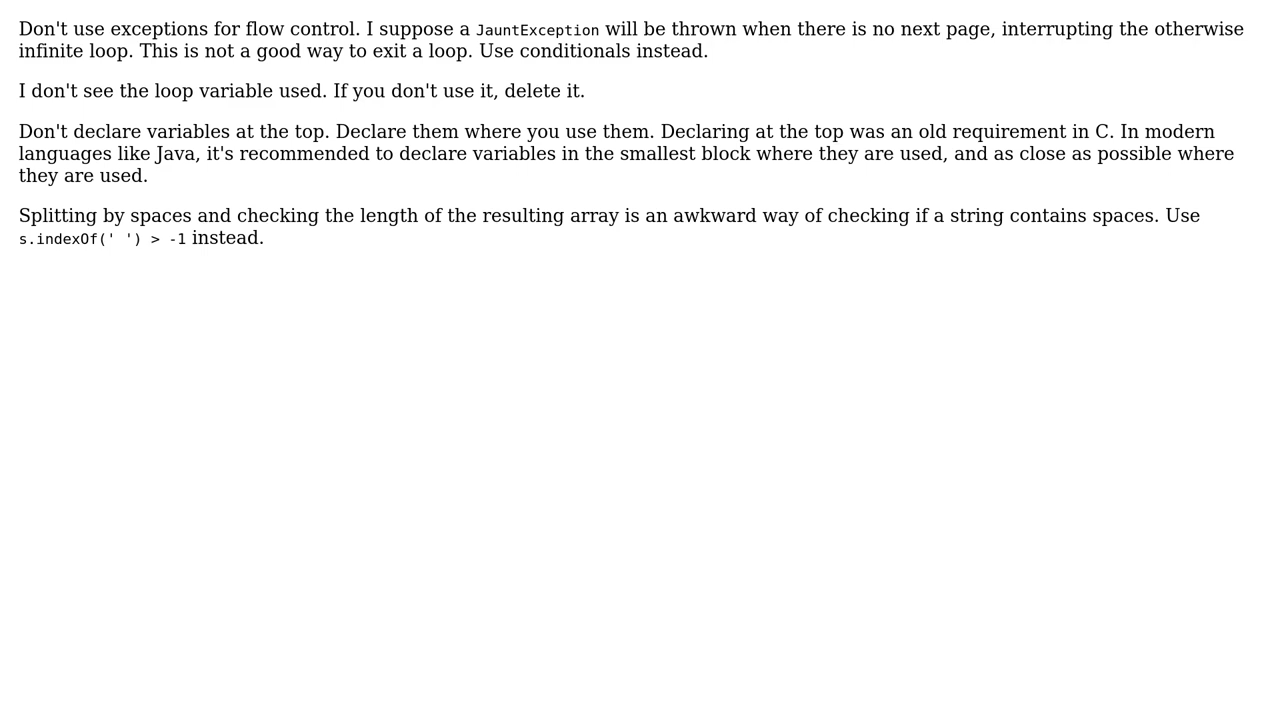 Don't use exceptions for flow control. I suppose a JauntException will be thrown when there is no next page, interrupting the otherwise
infinite loop. This is not a good way to exit a loop. Use conditionals instead.
I don't see the loop variable used. If you don't use it, delete it.
Don't declare variables at the top. Declare them where you use them. Declaring at the top was an old requirement in C. In modern
languages like Java, it's recommended to declare variables in the smallest block where they are used, and as close as possible where
they are used.
Splitting by spaces and checking the length of the resulting array is an awkward way of checking if a string contains spaces. Use
s.indexOf(' ') > -1 instead.